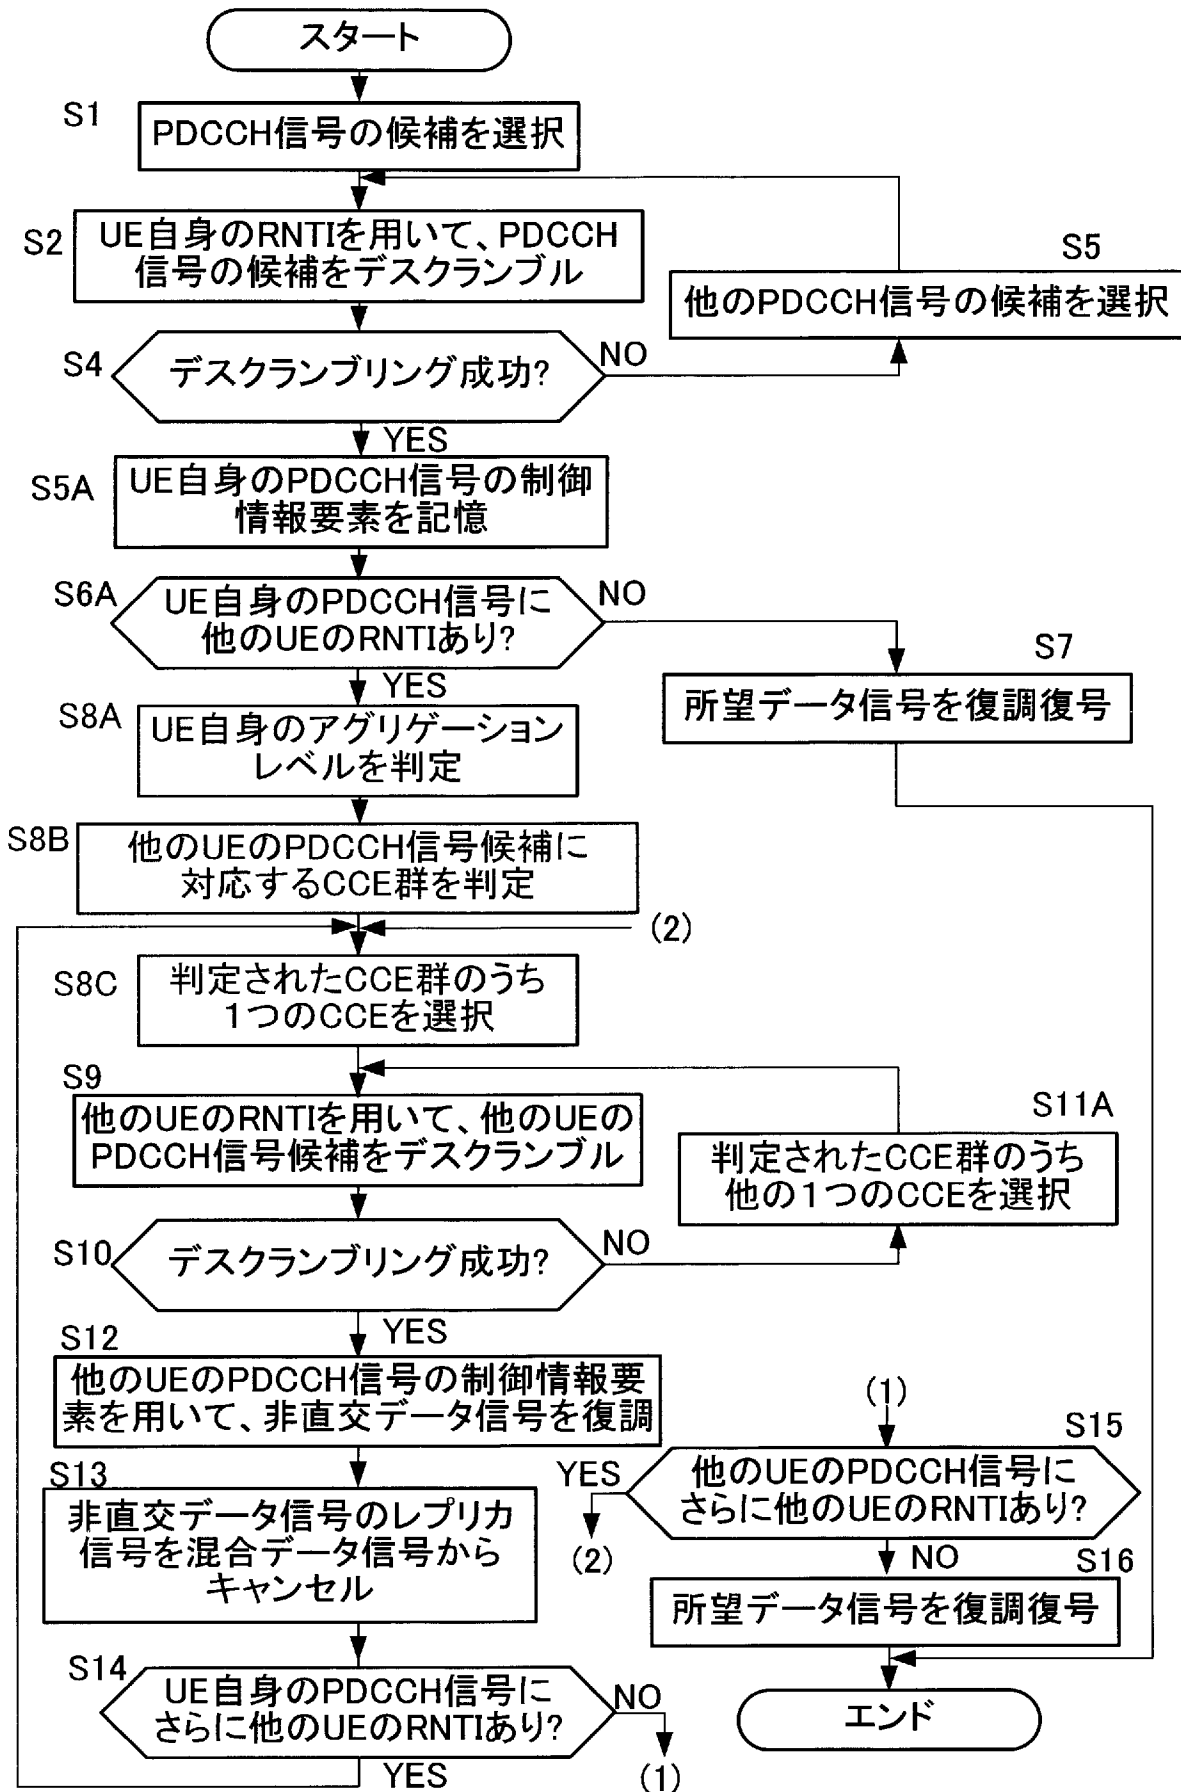 スタート
S1
PDCCH信号の候補を選択
S2
UE自身のRNTIを用いて、PDCCH
信号の候補をデスクランブル
S5
他のPDCCH信号の候補を選択
S4
デスクランブリング成功?
NO
YES
S5A
UE自身のPDCCH信号の制御
情報要素を記憶
S6A
UE自身のPDCCH信号に
他のUEのRNTIあり?
NO
YES
S7
所望データ信号を復調復号
S8A
UE自身のアグリゲーション
レベルを判定
S8B
他のUEのPDCCH信号候補に
対応するCCE群を判定
(2)
S8C
判定されたCCE群のうち
1つのCCEを選択
S9
他のUEのRNTIを用いて、他のUEの
PDCCH信号候補をデスクランブル
S11A
判定されたCCE群のうち
他の1つのCCEを選択
S10
デスクランブリング成功?
NO
YES
S12
他のUEのPDCCH信号の制御情報要
素を用いて、非直交データ信号を復調
S13
非直交データ信号のレプリカ
信号を混合データ信号から
キャンセル
S14
UE自身のPDCCH信号に
さらに他のUEのRNTIあり?
NO
(1)
YES
(1)
S15
他のUEのPDCCH信号に
さらに他のUEのRNTIあり?
YES
(2)
NO
S16
所望データ信号を復調復号
エンド